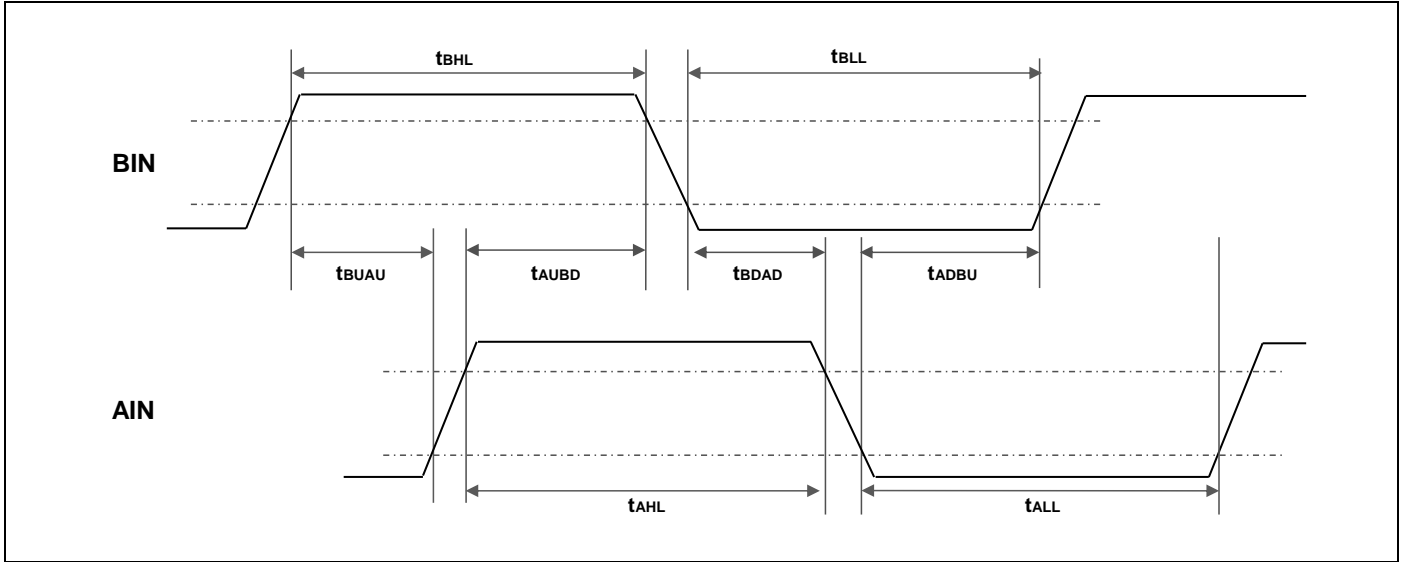 tBHL
tBLL
BIN
tBUAU
tAUBD
tBDAD
tADBU
AIN
tAHL
tALL